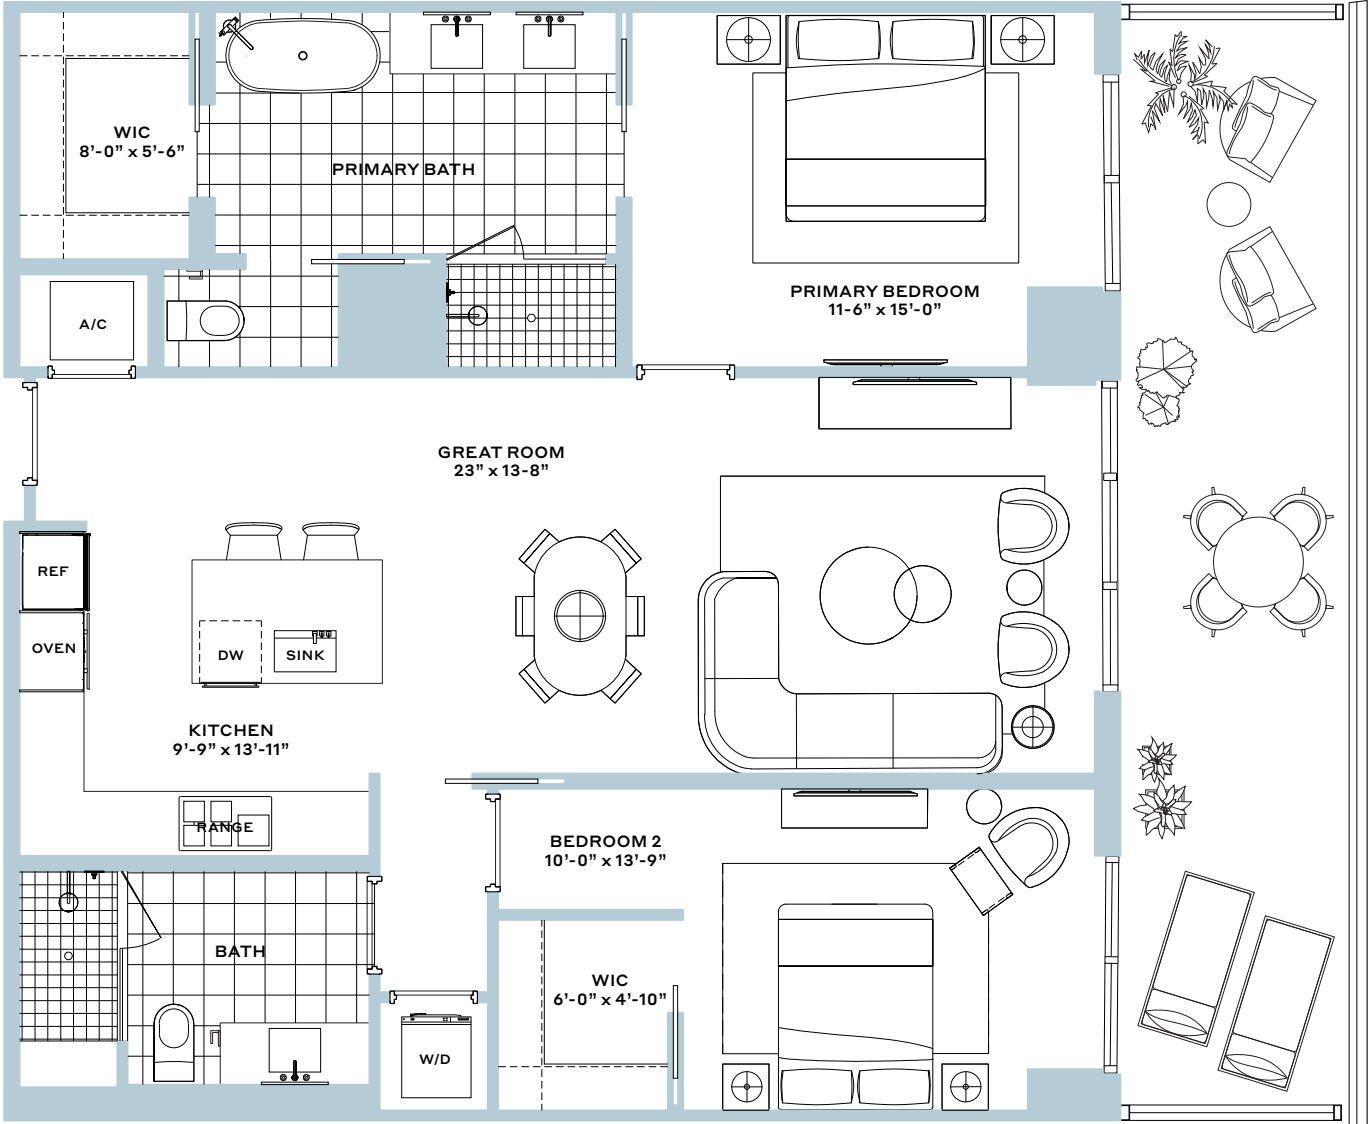 WIC
8’-0” x 5’-6”
PRIMARY BATH
A/C
PRIMARY BEDROOM
11-6” x 15’-0”
GREAT ROOM
23” x 13-8”
REF
OVEN
DW
SINK
KITCHEN
9’-9” x 13’-11”
RANGE
BEDROOM 2
10’-0” x 13’-9”
BATH
WIC
6’-0” x 4’-10”
W/D